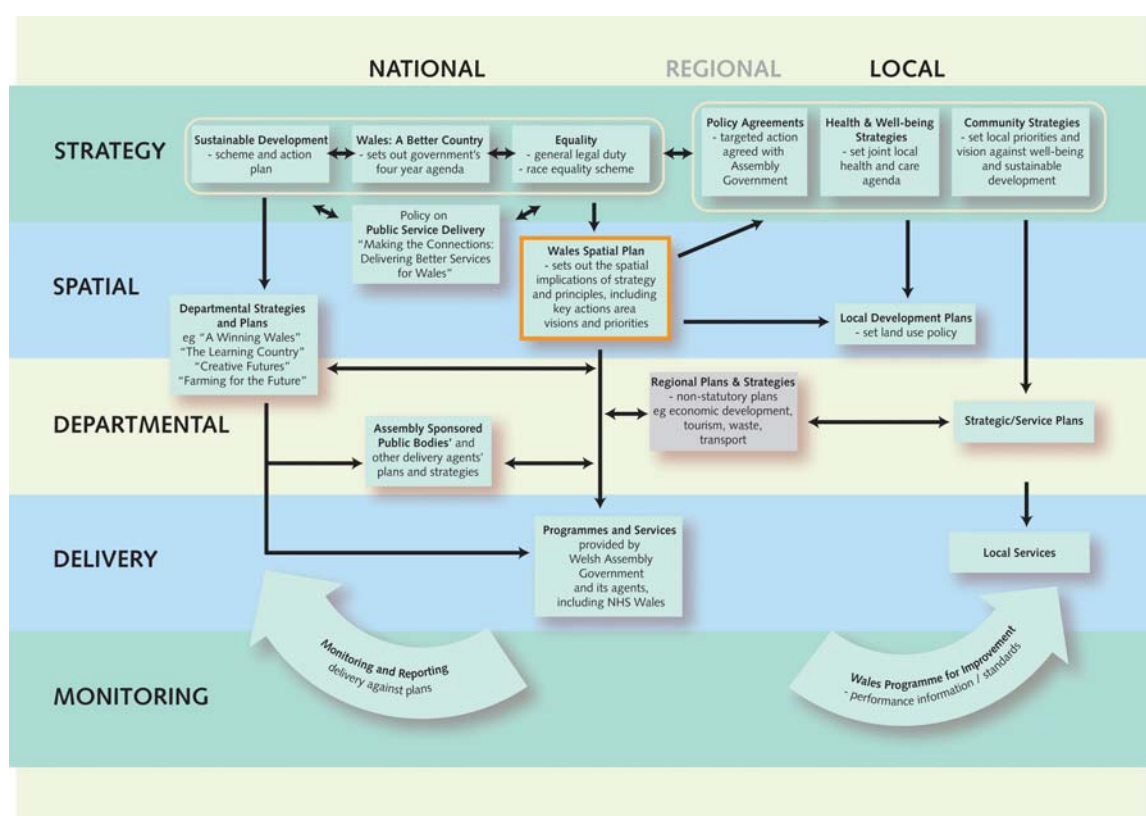 NATIONAL
REGIONAL
LOCAL
STRATEGY
Sustainable Development
- scheme and action
plan
Wales: A Better Country
- sets out government's
four year agenda
Equality
- general legal duty
- race equality scheme
Policy Agreements
- targeted action
agreed with
Assembly
Government
Health & Well-being
Strategies
- set joint local
health and care
agenda
Community Strategies
- set local priorities and
vision against well-being
and sustainable
development
Policy on
Public Service Delivery
"Making the Connections:
Delivering Better Services
for Wales"
SPATIAL
Wales Spatial Plan
- sets out the spatial
implications of strategy
and principles, including
key actions area
visions and priorities
Departmental Strategies
and Plans
eg "A Winning Wales"
"The Learning Country"
"Creative Futures"
"Farming for the Future"
Local Development Plans
- set land use policy
DEPARTMENTAL
Regional Plans & Strategies
- non-statutory plans
eg economic development,
tourism, waste,
transport
Assembly Sponsored
Public Bodies' and
other delivery agents'
plans and strategies
Strategic/Service Plans
DELIVERY
Programmes and Services
provided by
Welsh Assembly
Government
and its agents,
including NHS Wales
Local Services
MONITORING
Monitoring and Reporting
delivery against plans
Wales Programme for Improvement
- performance information / standards